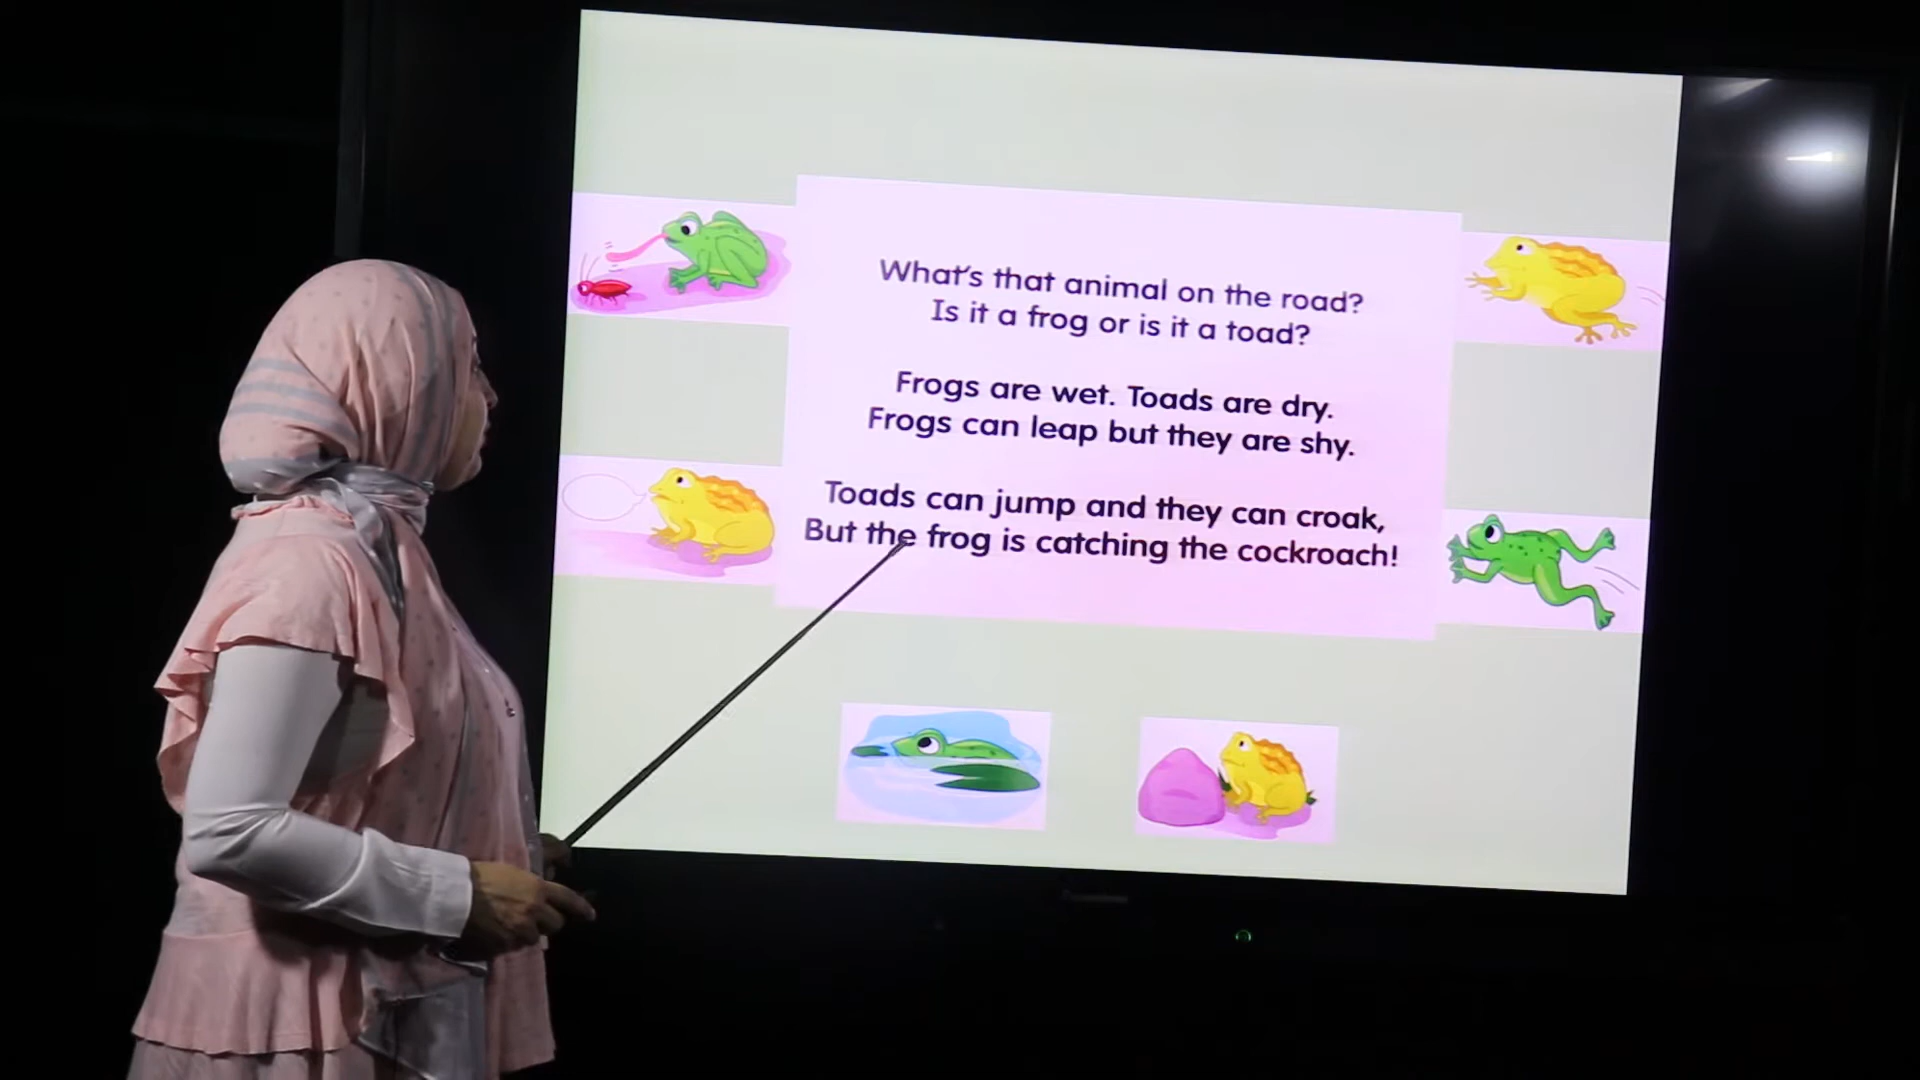 What's that animal on the road?
Is it a frog or is it a toad?
Frogs are wet. Toads are dry.
Frogs can leap but they are shy.
Toads can jump and they can croak,
But the frog is catching the cockroach!